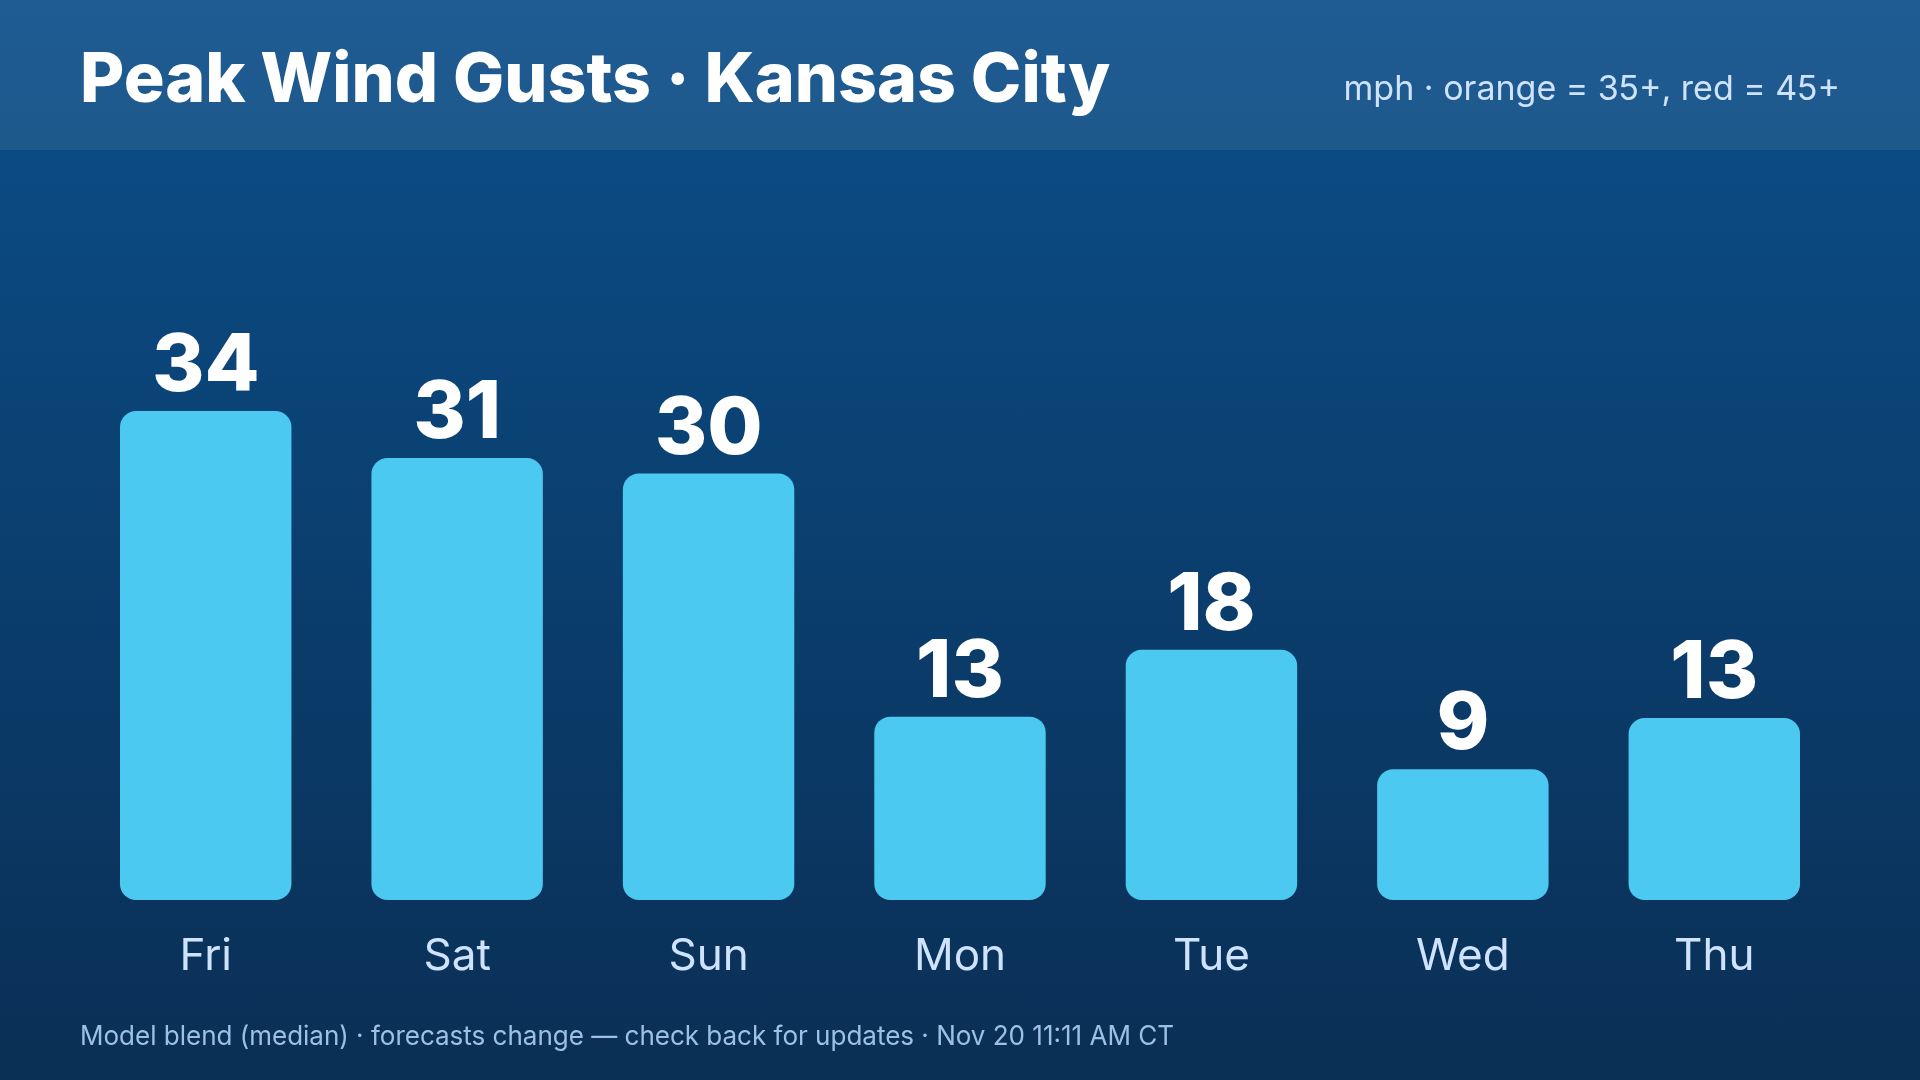 Peak Wind Gusts · Kansas City
mph · orange = 35+, red = 45+
34
31
30
13
18
9
13
Fri
Sat
Sun
Mon
Tue
Wed
Thu
Model blend (median) · forecasts change — check back for updates · Nov 20 11:11 AM CT